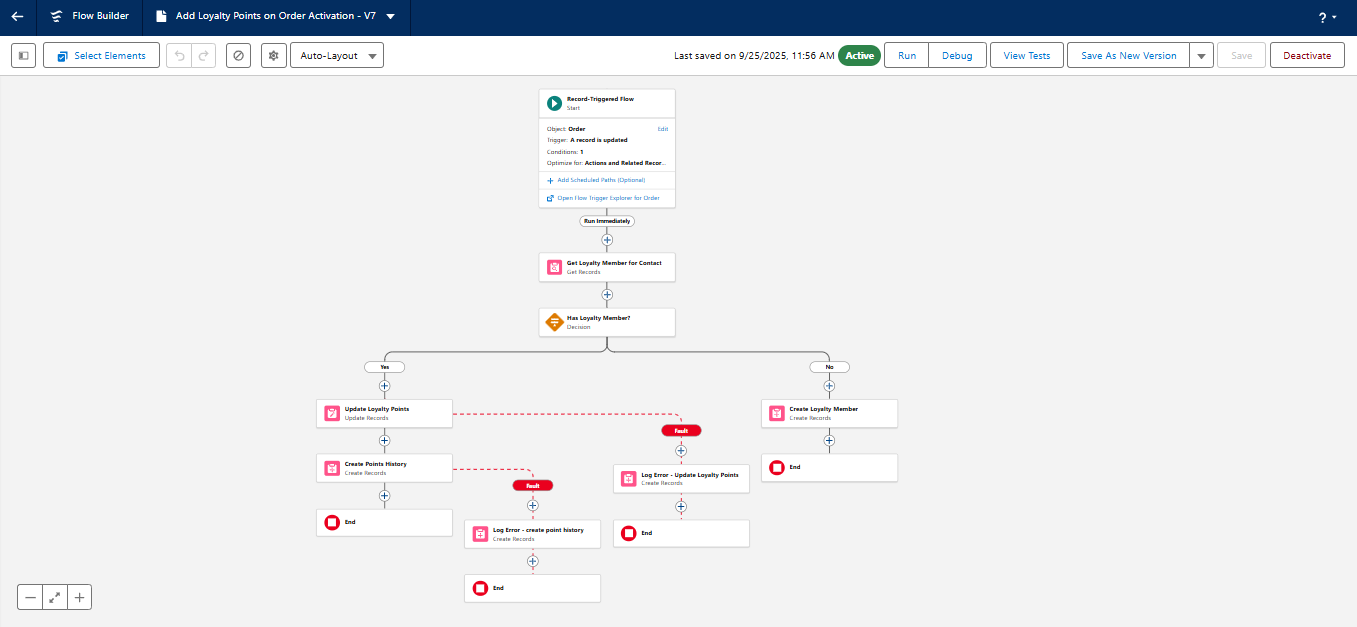 Flow Builder
Add Loyalty Points on Order Activation - V7
?
Select Elements
Auto-Layout
Last saved on 9/25/2025, 11:56 AM
Active
Run
Debug
View Tests
Save As New Version
Save
Deactivate
Record-Triggered Flow
Start
Object: Order
Edit
Trigger: A record is updated
Conditions: 1
Optimize for: Actions and Related Recor...
Add Scheduled Paths (Optional)
Open Flow Trigger Explorer for Order
Run Immediately
Get Loyalty Member for Contact
Get Records
Has Loyalty Member?
Decision
Yes
No
Update Loyalty Points
Update Records
Create Loyalty Member
Create Records
Fault
Create Points History
Create Records
End
Log Error - Update Loyalty Points
Create Records
Fault
End
Log Error - create point history
Create Records
End
End